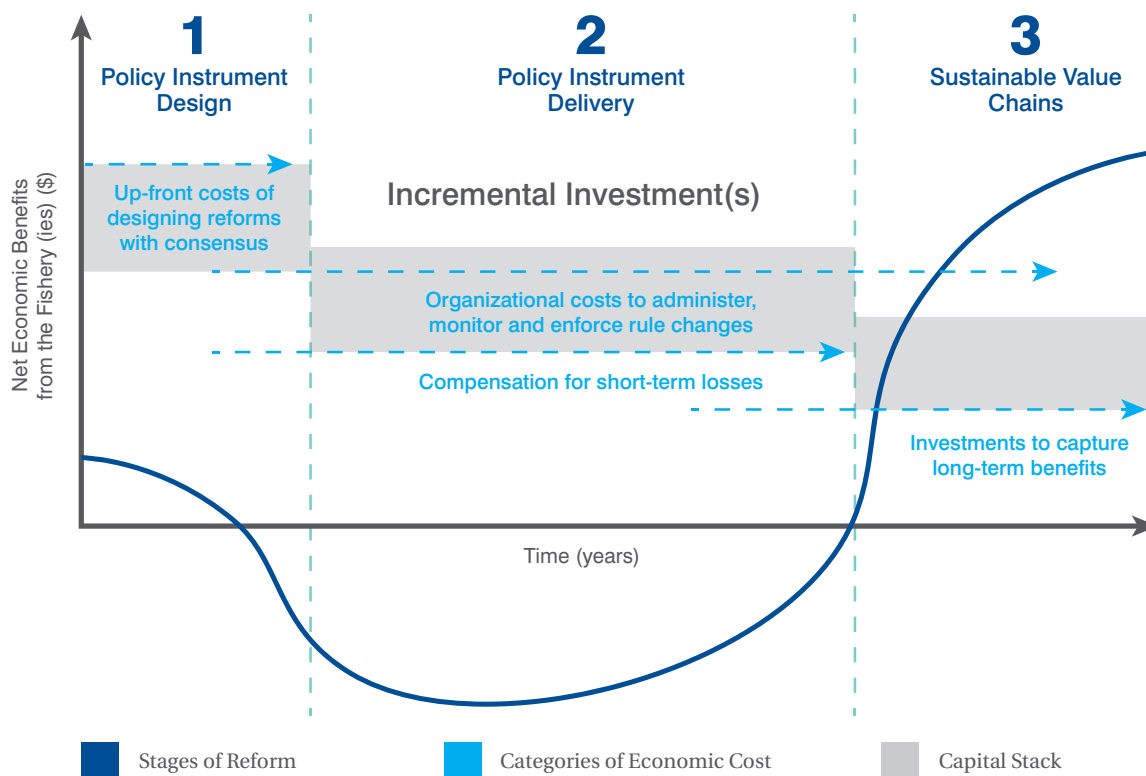 1
Policy Instrument
Design
2
Policy Instrument
Delivery
3
Sustainable Value
Chains
Net Economic Benefits
from the Fishery (ies) ($)
Up-front costs of
designing reforms
with consensus
Incremental Investment(s)
Organizational costs to administer,
monitor and enforce rule changes
Compensation for short-term losses
Investments to capture
long-term benefits
Time (years)
Stages of Reform
Categories of Economic Cost
Capital Stack